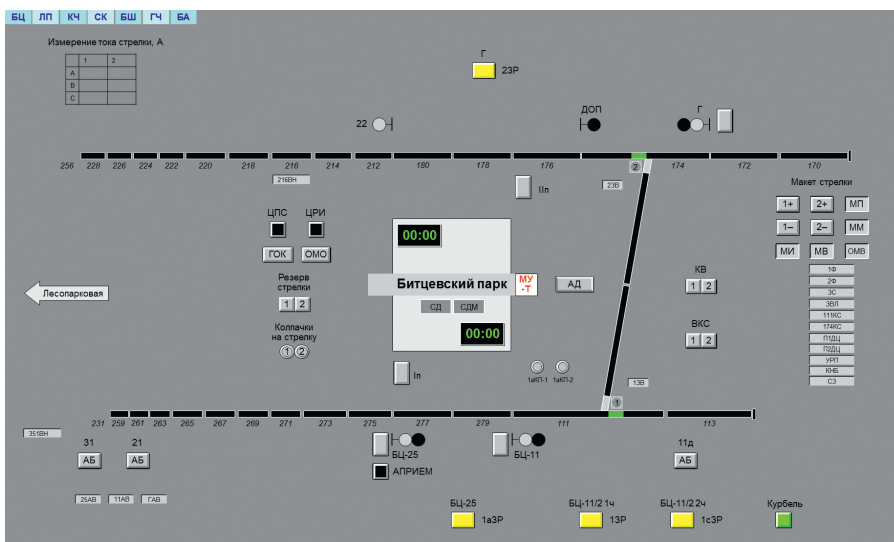 БЦ ЛП КЧ СК БШ ГЧ БА
Измерение тока стрелки, А
1 2
А
В
С
Г
23Р
22
ДОП
Г
256 228 226 224 222 220 218 216 214 212 180 178 176 2 174 172 170
216ВН
IIп
23В
Макет стрелки
1+ 2+ МП
1– 2– ММ
МИ МВ ОМВ
ЦПС ЦРИ
ГОК ОМО
00:00
Резерв
стрелки
1 2
Битцевский парк
МУ
-Т
АД
СД СДМ
00:00
Лесопарковая
Колпачки
на стрелку
1 2
КВ
1 2
ВКС
1 2
1Ф
2Ф
3С
ЗВЛ
111КС
174КС
П1ДЦ
П2ДЦ
УРП
КНБ
СЗ
Iп
1аКП-1 1аКП-2
13В
1
231 259 261 263 265 267 269 271 273 275 277 279 111 113
351ВН
31
АБ
21
АБ
БЦ-25
АПРИЕМ
БЦ-11
11д
АБ
25АВ 11АВ ГАВ
БЦ-25
1аЗР
БЦ-11/2 1ч
13Р
БЦ-11/2 2ч
1сЗР
Курбель